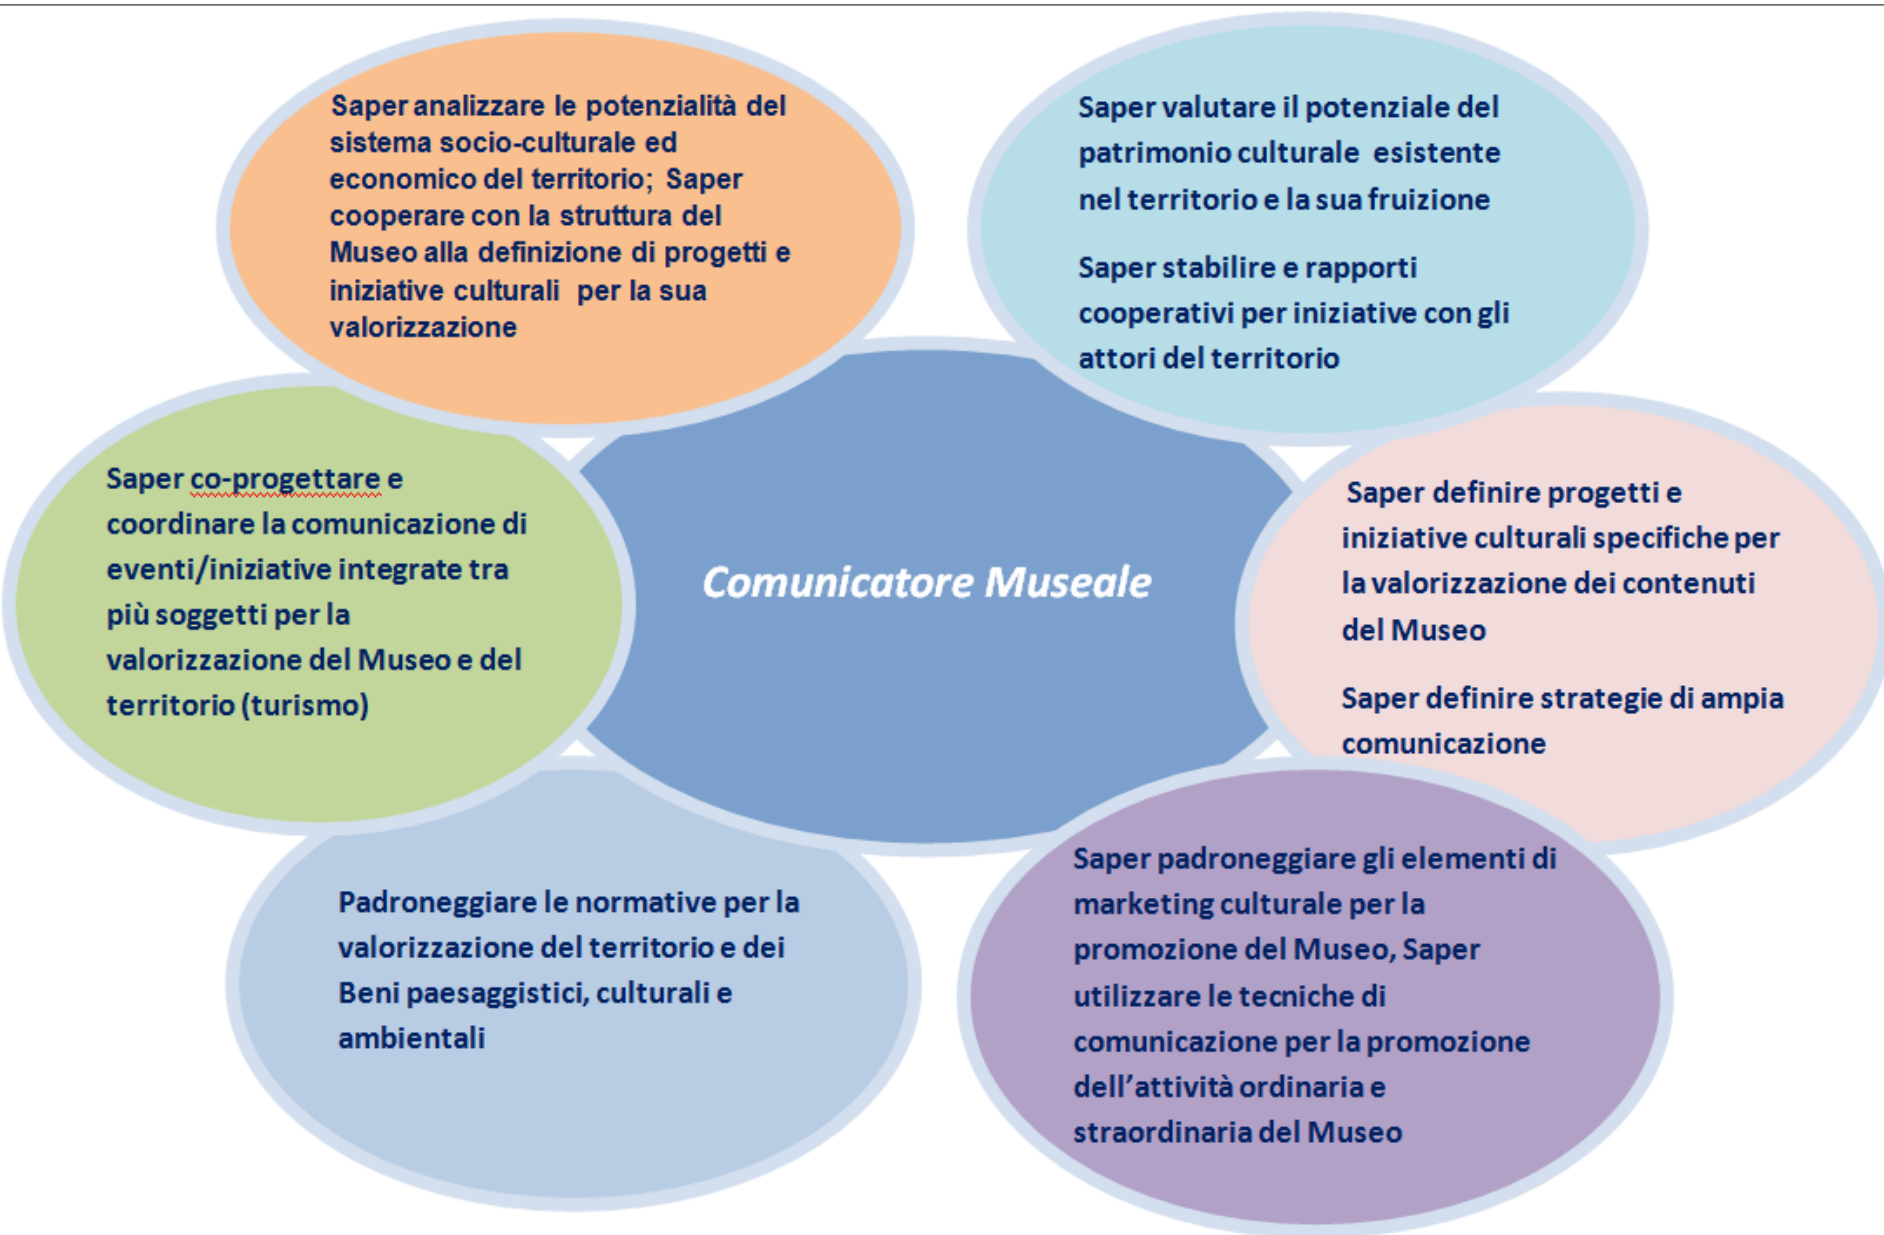 Saper analizzare le potenzialità del
sistema socio-culturale ed
economico del territorio; Saper
cooperare con la struttura del
Museo alla definizione di progetti e
iniziative culturali per la sua
valorizzazione
Saper valutare il potenziale del
patrimonio culturale esistente
nel territorio e la sua fruizione
Saper stabilire e rapporti
cooperativi per iniziative con gli
attori del territorio
Saper co-progettare e
coordinare la comunicazione di
eventi/iniziative integrate tra
più soggetti per la
valorizzazione del Museo e del
territorio (turismo)
Comunicatore Museale
Saper definire progetti e
iniziative culturali specifiche per
la valorizzazione dei contenuti
del Museo
Saper definire strategie di ampia
comunicazione
Padroneggiare le normative per la
valorizzazione del territorio e dei
Beni paesaggistici, culturali e
ambientali
Saper padroneggiare gli elementi di
marketing culturale per la
promozione del Museo, Saper
utilizzare le tecniche di
comunicazione per la promozione
dell’attività ordinaria e
straordinaria del Museo